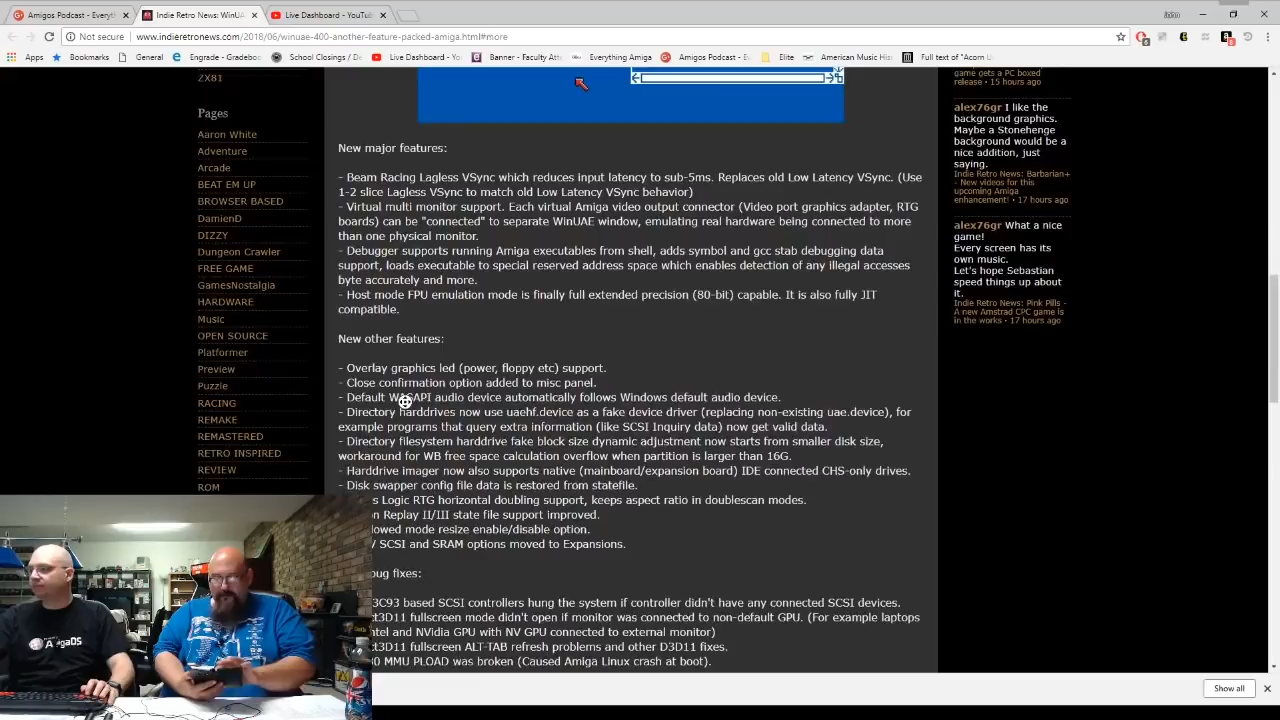 Amigos Podcast - Everyt
Indie Retro News: WinUA
Live Dashboard - YouTu
Not secure
www.indieretronews.com/2018/06/winuae-400-another-feature-packed-amiga.html#more
Apps
Bookmarks
General
Live Dashboard - Yo
Engrade - Gradeboo
School Closings / De
Banner - Faculty Atte
Everything Amiga
Amigos Podcast - Ev
Elite
American Music His
Full text of "Acorn U
ZX81
Pages
Aaron White
Adventure
Arcade
BEAT EM UP
BROWSER BASED
DamienD
DIZZY
Dungeon Crawler
FREE GAME
GamesNostalgia
HARDWARE
Music
OPEN SOURCE
Platformer
Preview
Puzzle
RACING
REMAKE
REMASTERED
RETRO INSPIRED
REVIEW
ROM
New major features:
- Beam Racing Lagless VSync which reduces input latency to sub-5ms. Replaces old Low Latency VSync. (Use
1-2 slice Lagless VSync to match old Low Latency VSync behavior)
- Virtual multi monitor support. Each virtual Amiga video output connector (Video port graphics adapter, RTG
boards) can be "connected" to separate WinUAE window, emulating real hardware being connected to more
than one physical monitor.
- Debugger supports running Amiga executables from shell, adds symbol and gcc stab debugging data
support, loads executable to special reserved address space which enables detection of any illegal accesses
byte accurately and more.
- Host mode FPU emulation mode is finally full extended precision (80-bit) capable. It is also fully JIT
compatible.
New other features:
- Overlay graphics led (power, floppy etc) support.
- Close confirmation option added to misc panel.
- Default WASAPI audio device automatically follows Windows default audio device.
- Directory harddrives now use uaehf.device as a fake device driver (replacing non-existing uae.device), for
example programs that query extra information (like SCSI Inquiry data) now get valid data.
- Directory filesystem harddrive fake block size dynamic adjustment now starts from smaller disk size,
workaround for WB free space calculation overflow when partition is larger than 16G.
- Harddrive imager now also supports native (mainboard/expansion board) IDE connected CHS-only drives.
- Disk swapper config file data is restored from statefile.
s Logic RTG horizontal doubling support, keeps aspect ratio in doublescan modes.
n Replay II/III state file support improved.
lowed mode resize enable/disable option.
/ SCSI and SRAM options moved to Expansions.
ug fixes:
3C93 based SCSI controllers hung the system if controller didn't have any connected SCSI devices.
ct3D11 fullscreen mode didn't open if monitor was connected to non-default GPU. (For example laptops
ntel and NVidia GPU with NV GPU connected to external monitor)
ct3D11 fullscreen ALT-TAB refresh problems and other D3D11 fixes.
30 MMU PLOAD was broken (Caused Amiga Linux crash at boot).
game gets a PC boxed
release • 15 hours ago
alex76gr I like the
background graphics.
Maybe a Stonehenge
background would be a
nice addition, just
saying.
Indie Retro News: Barbarian+
- New videos for this
upcoming Amiga
enhancement! • 17 hours ago
alex76gr What a nice
game!
Every screen has its
own music.
Let's hope Sebastian
speed things up about
it.
Indie Retro News: Pink Pills -
A new Amstrad CPC game is
in the works • 17 hours ago
Show all